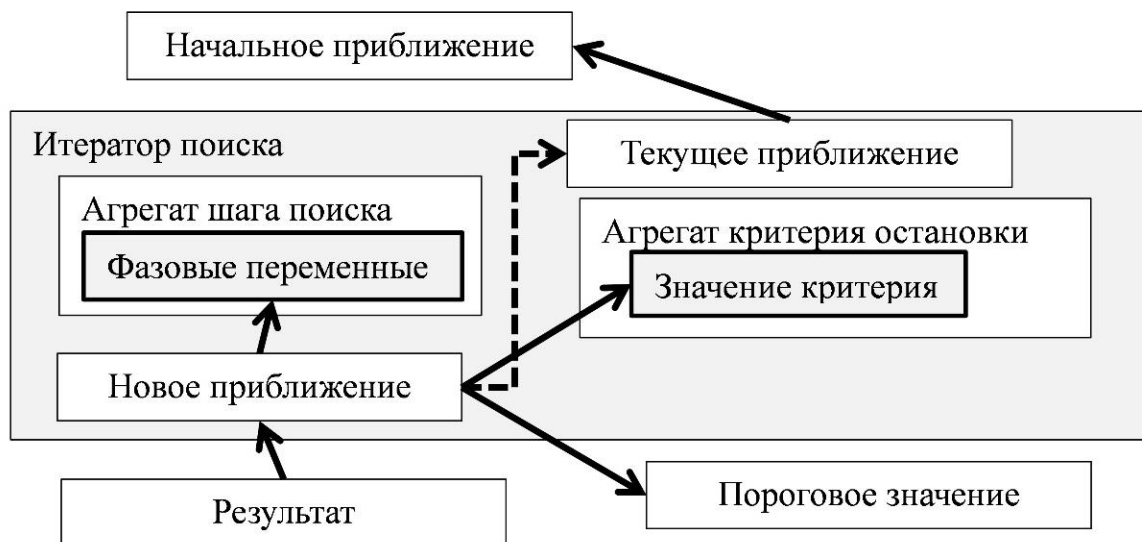 Начальное приближение
Итератор поиска
Текущее приближение
Агрегат шага поиска
Фазовые переменные
Агрегат критерия остановки
Значение критерия
Новое приближение
Результат
Пороговое значение